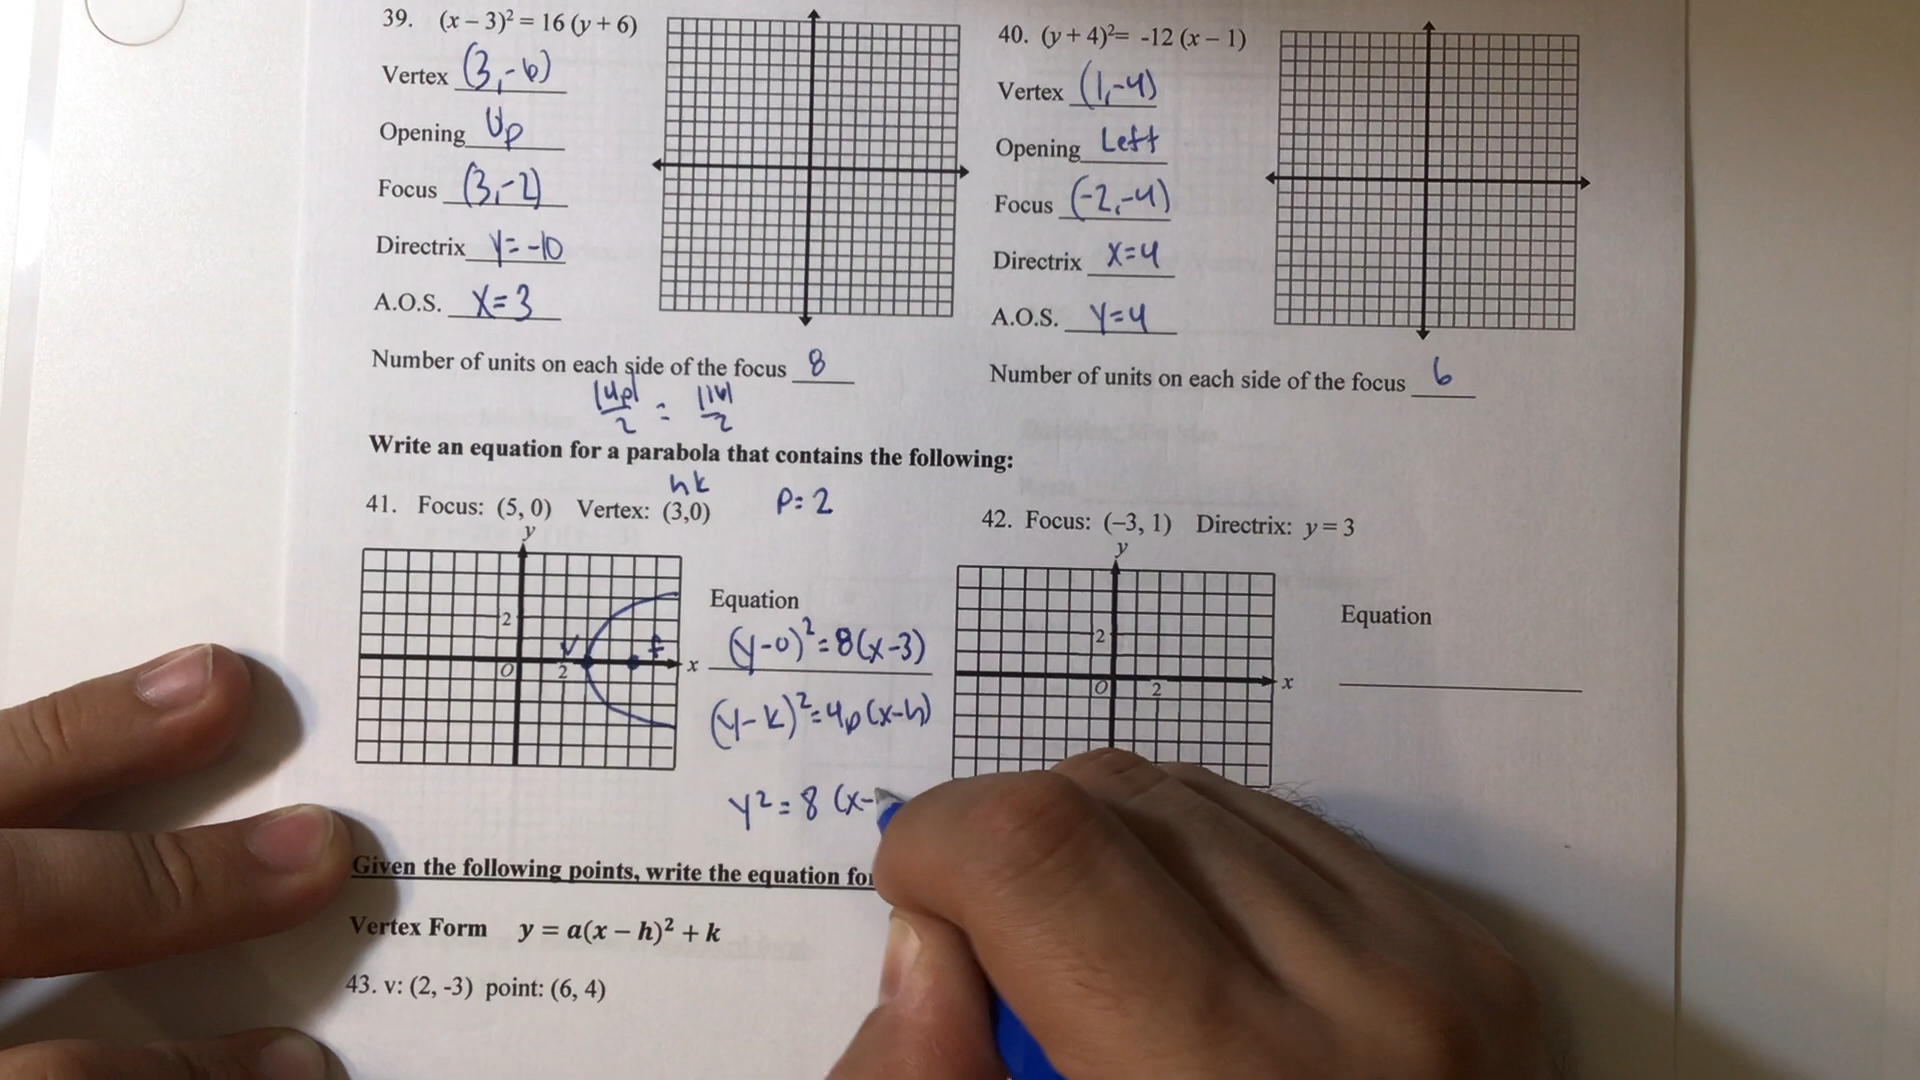 39. (x – 3)² = 16 (y + 6)
Vertex (3,-6)
Opening Up
Focus (3,-2)
Directrix y=-10
A.O.S. x=3
Number of units on each side of the focus 8
|4p|/2 = |16|/2
40. (y + 4)²= -12 (x – 1)
Vertex (1,-4)
Opening Left
Focus (-2,-4)
Directrix x=4
A.O.S. y=4
Number of units on each side of the focus 6
Write an equation for a parabola that contains the following:
h k
41. Focus: (5, 0) Vertex: (3,0) P=2
y
2
V f
O 2 x
Equation
(y-0)²=8(x-3)
(y-k)²=4p(x-h)
y²=8 (x-
42. Focus: (–3, 1) Directrix: y = 3
y
2
O 2 x
Equation
Given the following points, write the equation for
Vertex Form y = a(x – h)² + k
43. v: (2, -3) point: (6, 4)